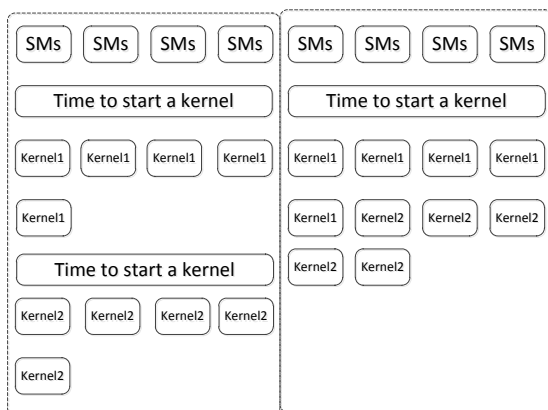 SMs SMs SMs SMs
Time to start a kernel
Kernel1 Kernel1 Kernel1 Kernel1
Kernel1
Time to start a kernel
Kernel2 Kernel2 Kernel2 Kernel2
Kernel2
SMs SMs SMs SMs
Time to start a kernel
Kernel1 Kernel1 Kernel1 Kernel1
Kernel1 Kernel2 Kernel2 Kernel2
Kernel2 Kernel2